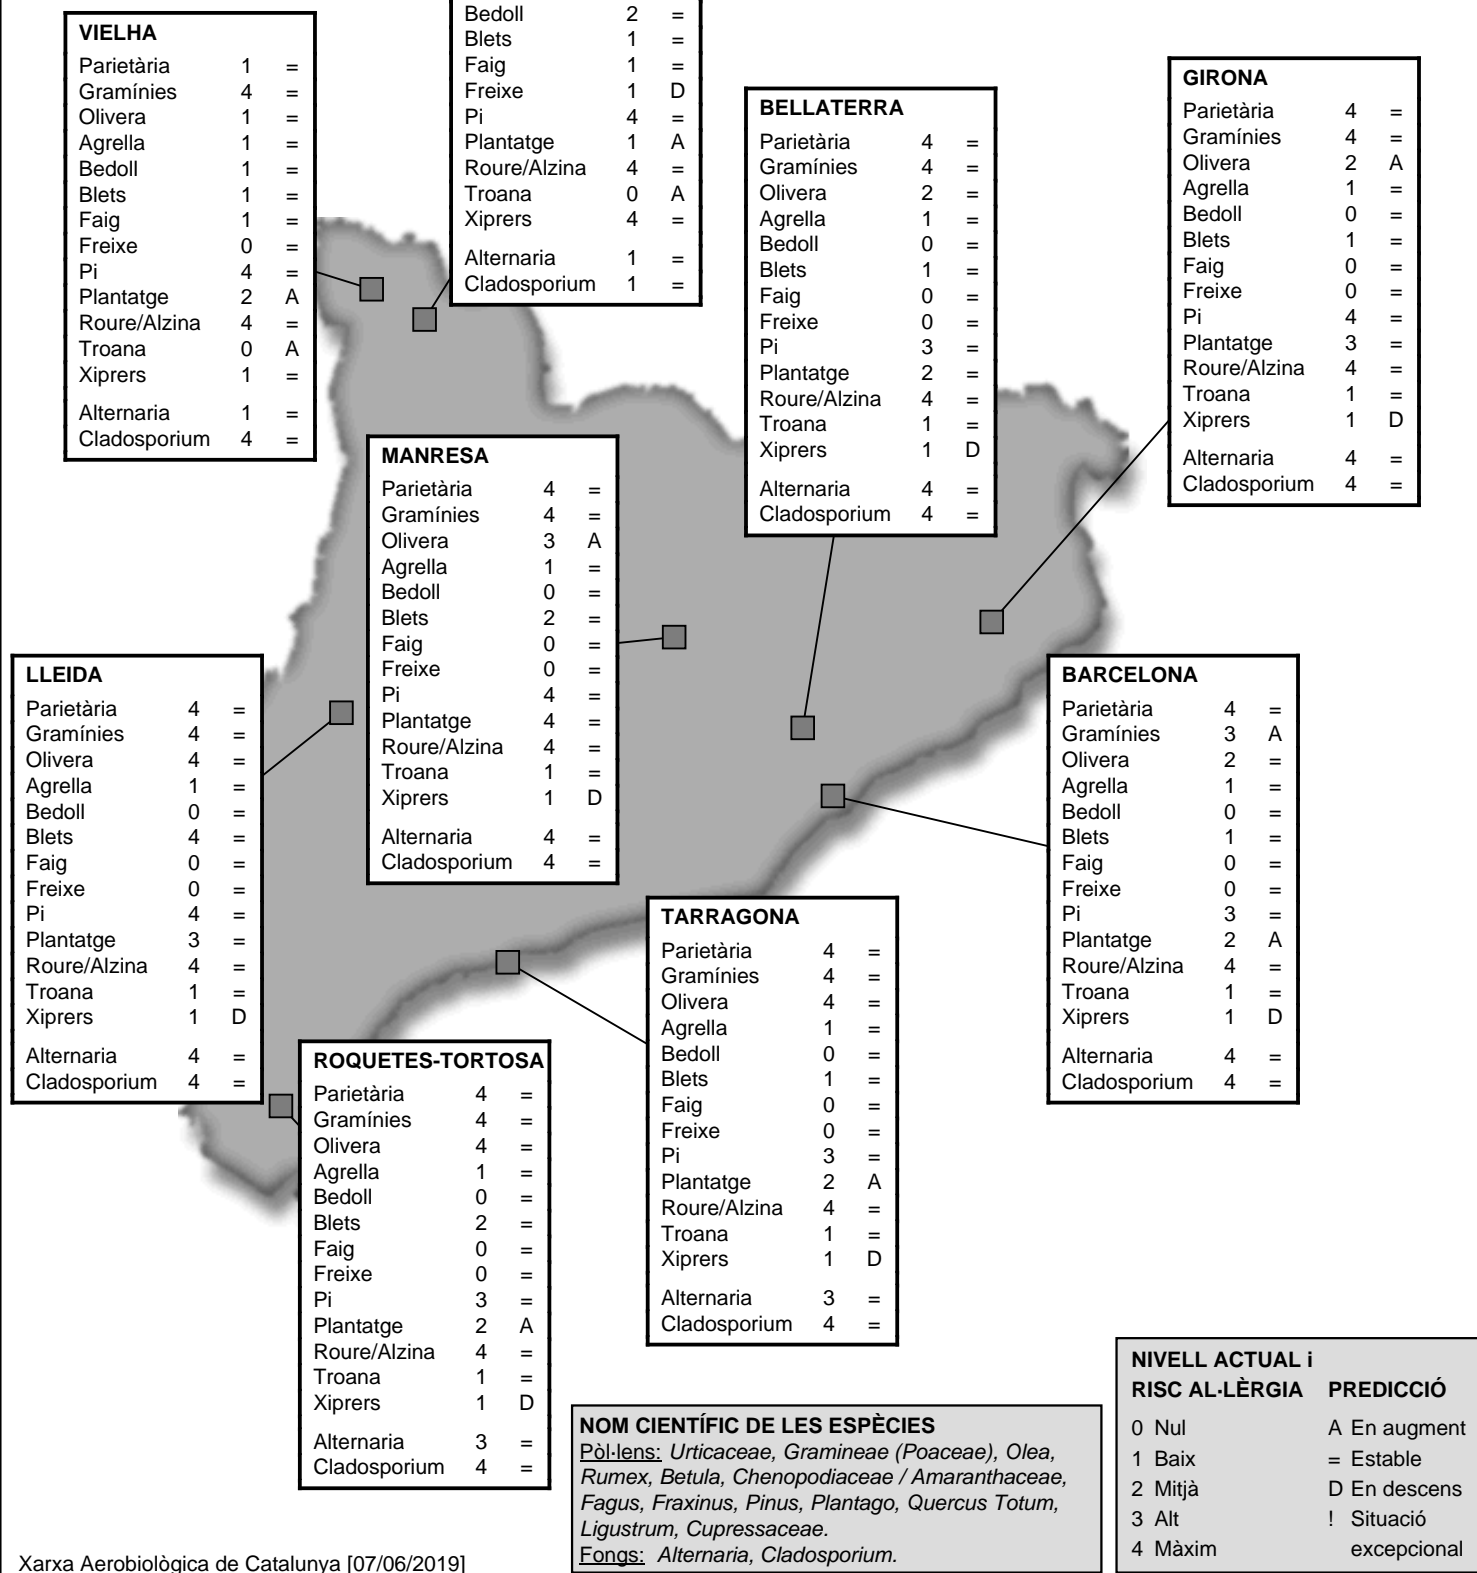 VIELHA
Parietària 1 =
Gramínies 4 =
Olivera 1 =
Agrella 1 =
Bedoll 1 =
Blets 1 =
Faig 1 =
Freixe 0 =
Pi 4 =
Plantatge 2 A
Roure/Alzina 4 =
Troana 0 A
Xiprers 1 =
Alternaria 1 =
Cladosporium 4 =
Bedoll 2 =
Blets 1 =
Faig 1 =
Freixe 1 D
Pi 4 =
Plantatge 1 A
Roure/Alzina 4 =
Troana 0 A
Xiprers 4 =
Alternaria 1 =
Cladosporium 1 =
BELLATERRA
Parietària 4 =
Gramínies 4 =
Olivera 2 =
Agrella 1 =
Bedoll 0 =
Blets 1 =
Faig 0 =
Freixe 0 =
Pi 3 =
Plantatge 2 =
Roure/Alzina 4 =
Troana 1 =
Xiprers 1 D
Alternaria 4 =
Cladosporium 4 =
GIRONA
Parietària 4 =
Gramínies 4 =
Olivera 2 A
Agrella 1 =
Bedoll 0 =
Blets 1 =
Faig 0 =
Freixe 0 =
Pi 4 =
Plantatge 3 =
Roure/Alzina 4 =
Troana 1 =
Xiprers 1 D
Alternaria 4 =
Cladosporium 4 =
MANRESA
Parietària 4 =
Gramínies 4 =
Olivera 3 A
Agrella 1 =
Bedoll 0 =
Blets 2 =
Faig 0 =
Freixe 0 =
Pi 4 =
Plantatge 4 =
Roure/Alzina 4 =
Troana 1 =
Xiprers 1 D
Alternaria 4 =
Cladosporium 4 =
LLEIDA
Parietària 4 =
Gramínies 4 =
Olivera 4 =
Agrella 1 =
Bedoll 0 =
Blets 4 =
Faig 0 =
Freixe 0 =
Pi 4 =
Plantatge 3 =
Roure/Alzina 4 =
Troana 1 =
Xiprers 1 D
Alternaria 4 =
Cladosporium 4 =
BARCELONA
Parietària 4 =
Gramínies 3 A
Olivera 2 =
Agrella 1 =
Bedoll 0 =
Blets 1 =
Faig 0 =
Freixe 0 =
Pi 3 =
Plantatge 2 A
Roure/Alzina 4 =
Troana 1 =
Xiprers 1 D
Alternaria 4 =
Cladosporium 4 =
TARRAGONA
Parietària 4 =
Gramínies 4 =
Olivera 4 =
Agrella 1 =
Bedoll 0 =
Blets 1 =
Faig 0 =
Freixe 0 =
Pi 3 =
Plantatge 2 A
Roure/Alzina 4 =
Troana 1 =
Xiprers 1 D
Alternaria 3 =
Cladosporium 4 =
ROQUETES-TORTOSA
Parietària 4 =
Gramínies 4 =
Olivera 4 =
Agrella 1 =
Bedoll 0 =
Blets 2 =
Faig 0 =
Freixe 0 =
Pi 3 =
Plantatge 2 A
Roure/Alzina 4 =
Troana 1 =
Xiprers 1 D
Alternaria 3 =
Cladosporium 4 =
NOM CIENTÍFIC DE LES ESPÈCIES
Pòl·lens: Urticaceae, Gramineae (Poaceae), Olea,
Rumex, Betula, Chenopodiaceae / Amaranthaceae,
Fagus, Fraxinus, Pinus, Plantago, Quercus Totum,
Ligustrum, Cupressaceae.
Fongs: Alternaria, Cladosporium.
NIVELL ACTUAL i
RISC AL·LÈRGIA PREDICCIÓ
0 Nul A En augment
1 Baix = Estable
2 Mitjà D En descens
3 Alt ! Situació
4 Màxim excepcional
Xarxa Aerobiològica de Catalunya [07/06/2019]